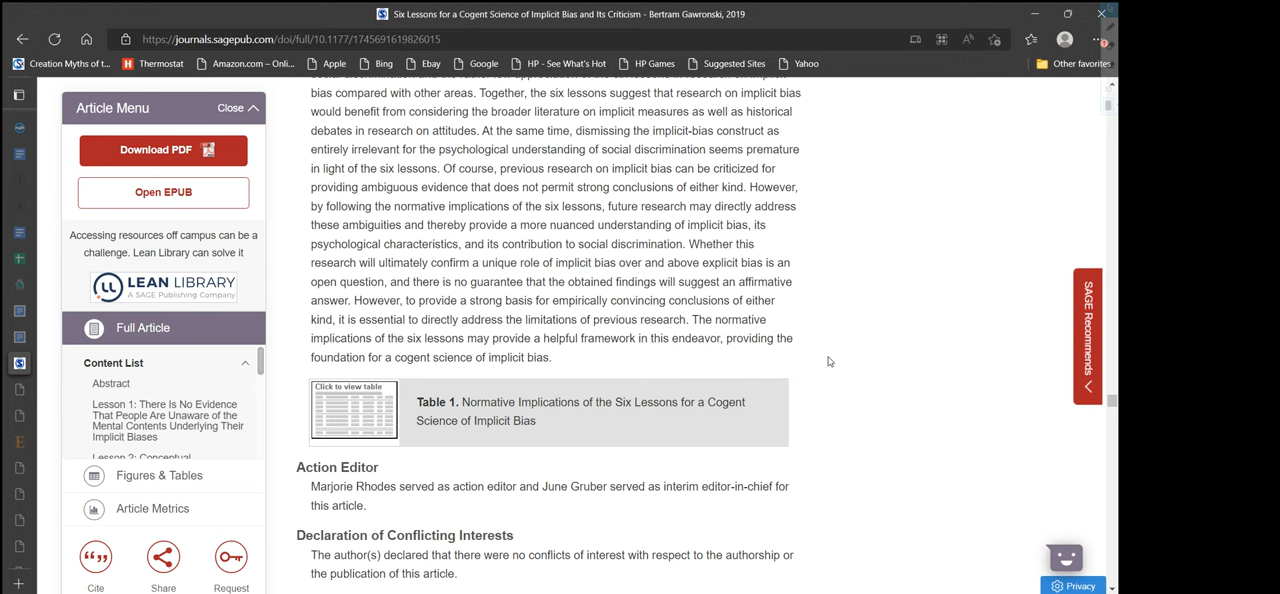 Six Lessons for a Cogent Science of Implicit Bias and Its Criticism - Bertram Gawronski, 2019
https://journals.sagepub.com/doi/full/10.1177/1745691619826015
Creation Myths of t...
Thermostat
Amazon.com – Onli...
Apple
Bing
Ebay
Google
HP - See What's Hot
HP Games
Suggested Sites
Yahoo
Other favorites
Article Menu
Close
Download PDF
Open EPUB
Accessing resources off campus can be a
challenge. Lean Library can solve it
LEAN LIBRARY
A SAGE Publishing Company
Full Article
Content List
Abstract
Lesson 1: There Is No Evidence
That People Are Unaware of the
Mental Contents Underlying Their
Implicit Biases
Lesson 2: Conceptual
Figures & Tables
Article Metrics
Cite
Share
Request
bias compared with other areas. Together, the six lessons suggest that research on implicit bias
would benefit from considering the broader literature on implicit measures as well as historical
debates in research on attitudes. At the same time, dismissing the implicit-bias construct as
entirely irrelevant for the psychological understanding of social discrimination seems premature
in light of the six lessons. Of course, previous research on implicit bias can be criticized for
providing ambiguous evidence that does not permit strong conclusions of either kind. However,
by following the normative implications of the six lessons, future research may directly address
these ambiguities and thereby provide a more nuanced understanding of implicit bias, its
psychological characteristics, and its contribution to social discrimination. Whether this
research will ultimately confirm a unique role of implicit bias over and above explicit bias is an
open question, and there is no guarantee that the obtained findings will suggest an affirmative
answer. However, to provide a strong basis for empirically convincing conclusions of either
kind, it is essential to directly address the limitations of previous research. The normative
implications of the six lessons may provide a helpful framework in this endeavor, providing the
foundation for a cogent science of implicit bias.
Click to view table
Table 1. Normative Implications of the Six Lessons for a Cogent
Science of Implicit Bias
Action Editor
Marjorie Rhodes served as action editor and June Gruber served as interim editor-in-chief for
this article.
Declaration of Conflicting Interests
The author(s) declared that there were no conflicts of interest with respect to the authorship or
the publication of this article.
SAGE Recommends
Privacy